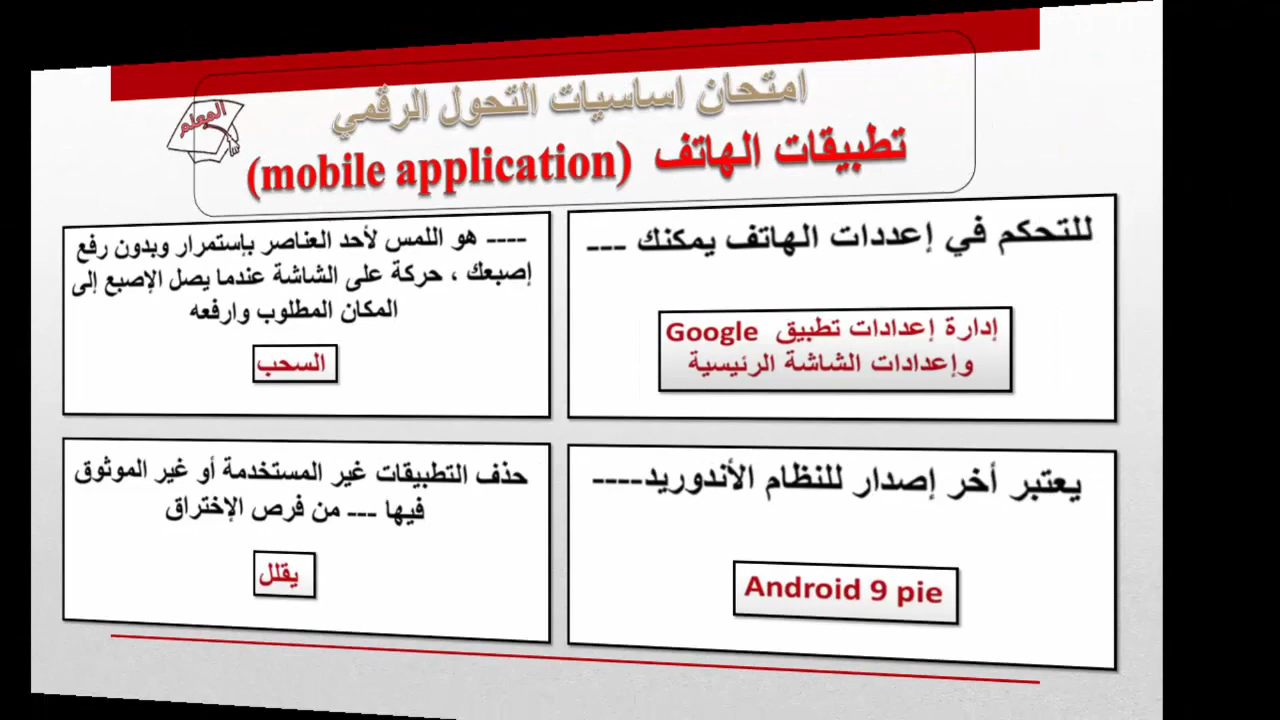 امتحان اساسيات التحول الرقمي
المعلم
تطبيقات الهاتف (mobile application)
للتحكم في إعددات الهاتف يمكنك ---
إدارة إعدادات تطبيق Google
وإعدادات الشاشة الرئيسية
---- هو اللمس لأحد العناصر بإستمرار وبدون رفع
إصبعك ، حركة على الشاشة عندما يصل الإصبع إلى
المكان المطلوب وارفعه
السحب
يعتبر أخر إصدار للنظام الأندوريد----
Android 9 pie
حذف التطبيقات غير المستخدمة أو غير الموثوق
فيها --- من فرص الإختراق
يقلل